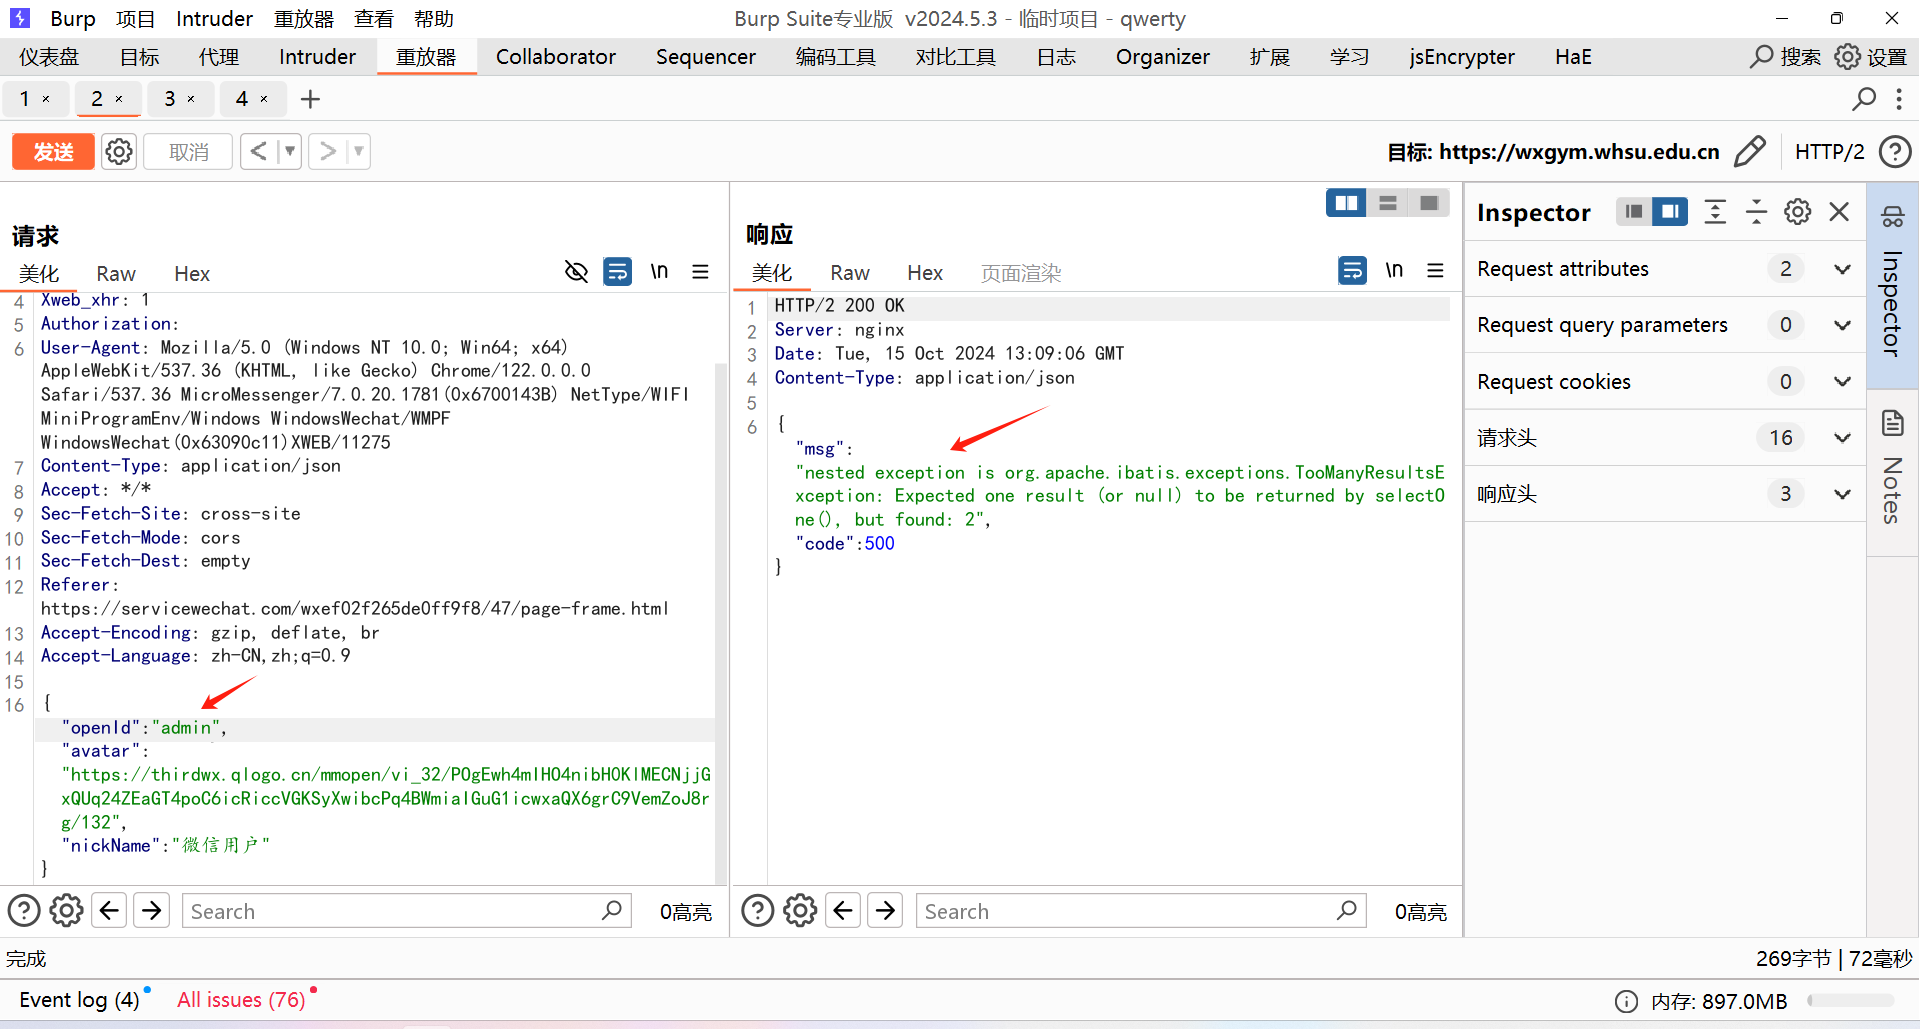 Burp 项目 Intruder 重放器 查看 帮助
Burp Suite专业版 v2024.5.3 - 临时项目 - qwerty
仪表盘 目标 代理 Intruder 重放器 Collaborator Sequencer 编码工具 对比工具 日志 Organizer 扩展 学习 jsEncrypter HaE 搜索 设置
1 × 2 × 3 × 4 × +
发送 取消 < >
目标: https://wxgym.whsu.edu.cn HTTP/2
请求
美化 Raw Hex \n
4 Xweb_xhr: 1
5 Authorization:
6 User-Agent: Mozilla/5.0 (Windows NT 10.0; Win64; x64)
AppleWebKit/537.36 (KHTML, like Gecko) Chrome/122.0.0.0
Safari/537.36 MicroMessenger/7.0.20.1781(0x6700143B) NetType/WIFI
MiniProgramEnv/Windows WindowsWechat/WMPF
WindowsWechat(0x63090c11)XWEB/11275
7 Content-Type: application/json
8 Accept: */*
9 Sec-Fetch-Site: cross-site
10 Sec-Fetch-Mode: cors
11 Sec-Fetch-Dest: empty
12 Referer:
https://servicewechat.com/wxef02f265de0ff9f8/47/page-frame.html
13 Accept-Encoding: gzip, deflate, br
14 Accept-Language: zh-CN,zh;q=0.9
15
16 {
"openId":"admin",
"avatar":
"https://thirdwx.qlogo.cn/mmopen/vi_32/POgEwh4mIHO4nibHOKlMECNjjG
xQUq24ZEaGT4poC6icRiccVGKSyXwibcPq4BWmiaIGuG1icwxaQX6grC9VemZoJ8r
g/132",
"nickName":"微信用户"
}
Search 0高亮
响应
美化 Raw Hex 页面渲染 \n
1 HTTP/2 200 OK
2 Server: nginx
3 Date: Tue, 15 Oct 2024 13:09:06 GMT
4 Content-Type: application/json
5
6 {
"msg":
"nested exception is org.apache.ibatis.exceptions.TooManyResultsE
xception: Expected one result (or null) to be returned by selectO
ne(), but found: 2",
"code":500
}
Search 0高亮
Inspector
Request attributes 2
Request query parameters 0
Request cookies 0
请求头 16
响应头 3
Inspector
Notes
完成
269字节 | 72毫秒
Event log (4) All issues (76)
内存: 897.0MB